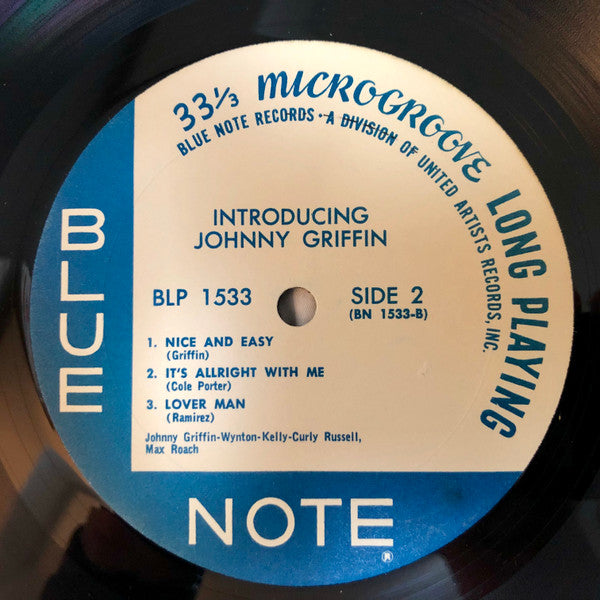 33⅓ MICROGROOVE LONG PLAYING
BLUE NOTE RECORDS • A DIVISION OF UNITED ARTISTS RECORDS, INC.
INTRODUCING
JOHNNY GRIFFIN
BLP 1533 SIDE 2
(BN 1533-B)
1. NICE AND EASY
(Griffin)
2. IT'S ALLRIGHT WITH ME
(Cole Porter)
3. LOVER MAN
(Ramirez)
Johnny Griffin-Wynton-Kelly-Curly Russell,
Max Roach
BLUE
NOTE®